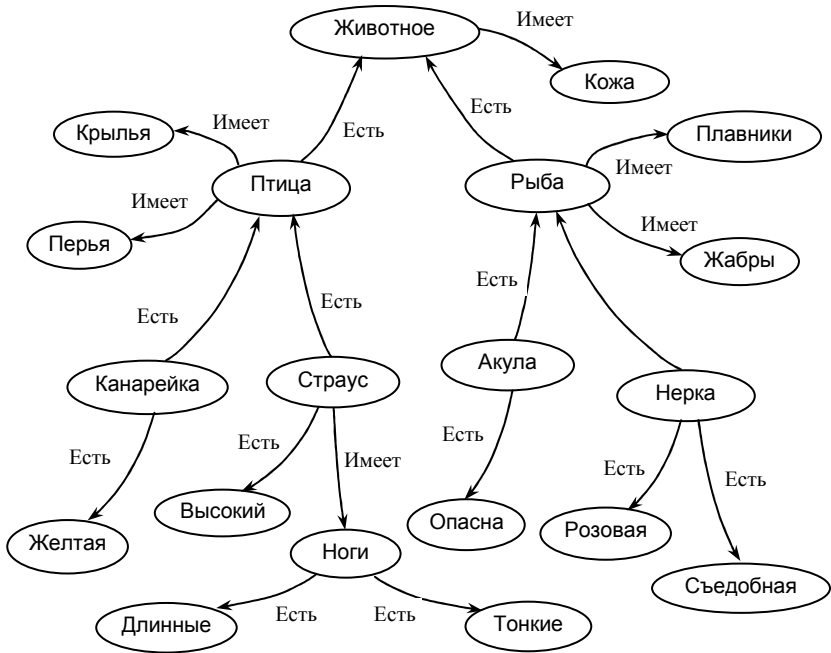 Животное
Имеет
Кожа
Крылья
Имеет
Есть
Есть
Плавники
Птица
Рыба
Имеет
Имеет
Перья
Имеет
Жабры
Есть
Есть
Есть
Канарейка
Страус
Акула
Нерка
Есть
Есть
Имеет
Есть
Есть
Есть
Желтая
Высокий
Ноги
Опасна
Розовая
Съедобная
Длинные
Есть
Есть
Тонкие